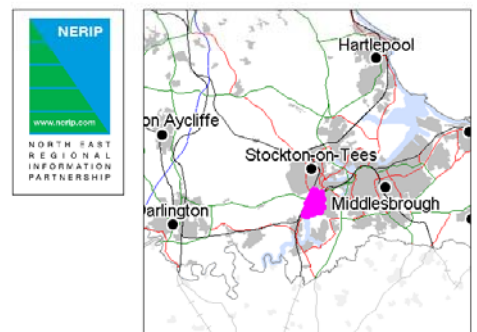 NERIP
www.nerip.com
NORTH EAST
REGIONAL
INFORMATION
PARTNERSHIP
Hartlepool
on Aycliffe
Stockton-on-Tees
Middlesbrough
Darlington